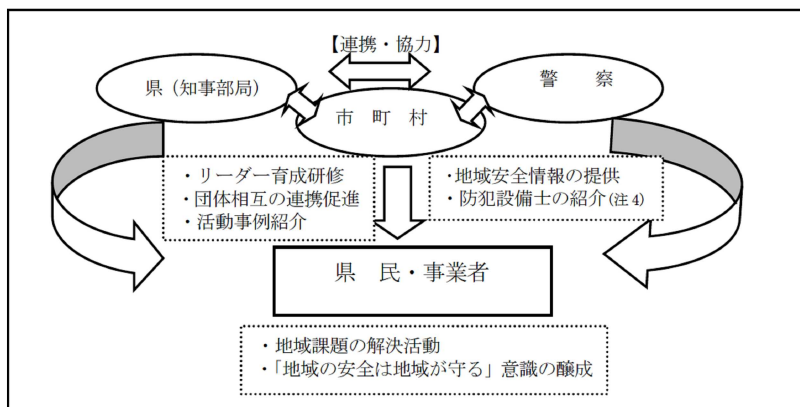 【連携・協力】
県（知事部局）
警　察
市　町　村
・リーダー育成研修
・団体相互の連携促進
・活動事例紹介
・地域安全情報の提供
・防犯設備士の紹介(注4)
県　民・事業者
・地域課題の解決活動
・「地域の安全は地域が守る」意識の醸成